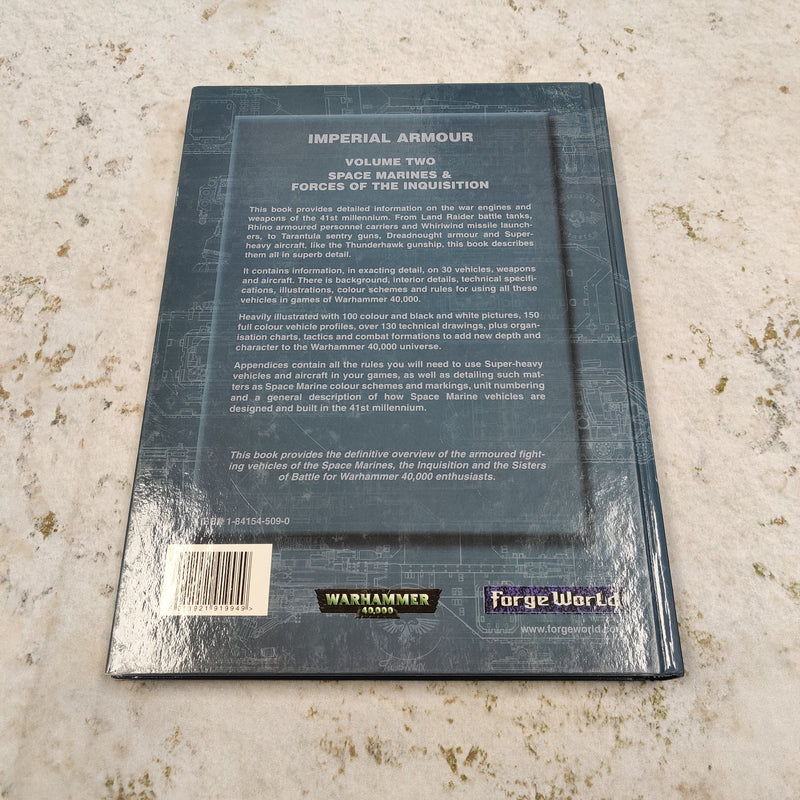 IMPERIAL ARMOUR
VOLUME TWO
SPACE MARINES &
FORCES OF THE INQUISITION
This book provides detailed information on the war engines and
weapons of the 41st millennium. From Land Raider battle tanks,
Rhino armoured personnel carriers and Whirlwind missile launch-
ers, to Tarantula sentry guns, Dreadnought armour and Super-
heavy aircraft, like the Thunderhawk gunship, this book describes
them all in superb detail.
It contains information, in exacting detail, on 30 vehicles, weapons
and aircraft. There is background, interior details, technical specifi-
cations, illustrations, colour schemes and rules for using all these
vehicles in games of Warhammer 40,000.
Heavily illustrated with 100 colour and black and white pictures, 150
full colour vehicle profiles, over 130 technical drawings, plus organ-
isation charts, tactics and combat formations to add new depth and
character to the Warhammer 40,000 universe.
Appendices contain all the rules you will need to use Super-heavy
vehicles and aircraft in your games, as well as detailing such mat-
ters as Space Marine colour schemes and markings, unit numbering
and a general description of how Space Marine vehicles are
designed and built in the 41st millennium.
This book provides the definitive overview of the armoured fight-
ing vehicles of the Space Marines, the Inquisition and the Sisters
of Battle for Warhammer 40,000 enthusiasts.
1-84154-509-0
919949>
WARHAMMER
40,000
Forge World
www.forgeworld.co